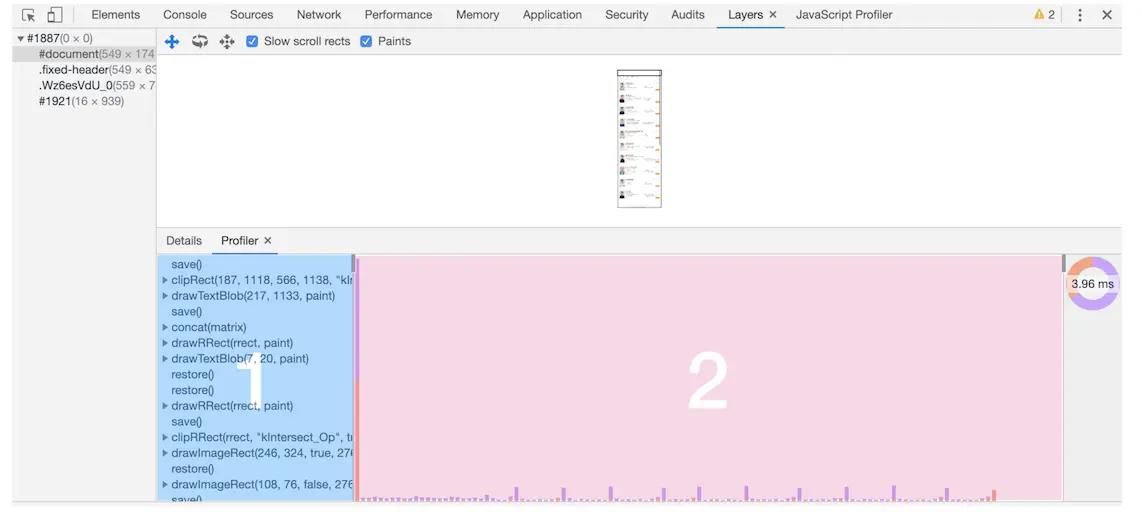 Elements Console Sources Network Performance Memory Application Security Audits Layers × JavaScript Profiler 2
#1887(0 × 0)
#document(549 × 174
.fixed-header(549 × 63
.Wz6esVdU_0(559 × 7
#1921(16 × 939)
Slow scroll rects Paints
Details Profiler ×
save()
clipRect(187, 1118, 566, 1138, "kIn
drawTextBlob(217, 1133, paint)
save()
concat(matrix)
drawRRect(rrect, paint)
drawTextBlob(7, 20, paint)
restore()
restore()
drawRRect(rrect, paint)
save()
clipRRect(rrect, "kIntersect_Op", tr
drawImageRect(246, 324, true, 276
restore()
drawImageRect(108, 76, false, 276
save()
1
2
3.96 ms